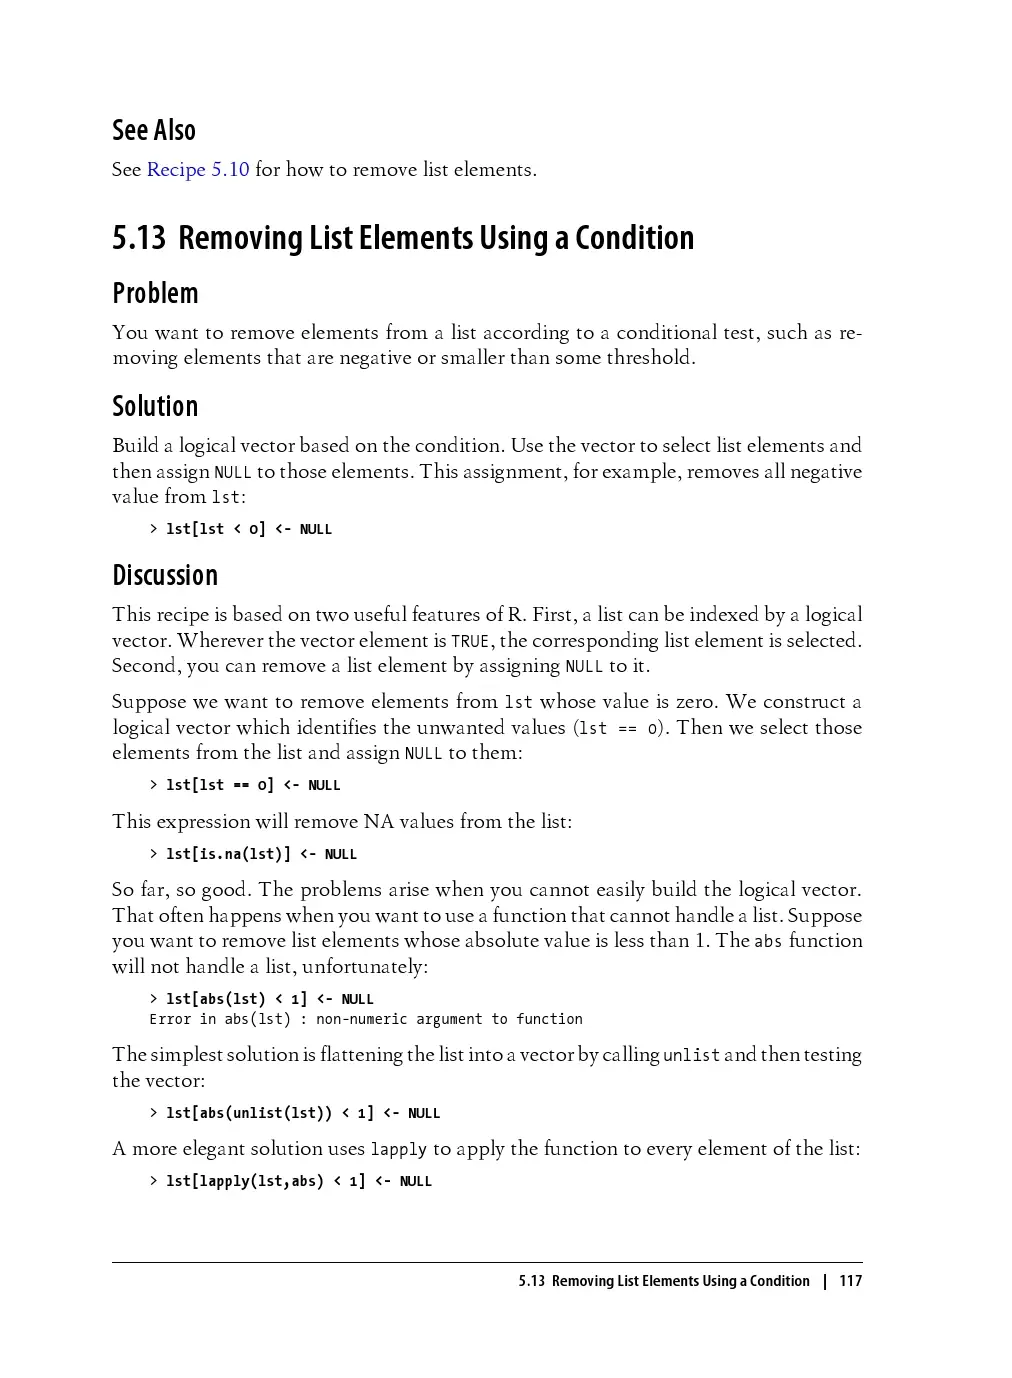 See Also
See Recipe 5.10 for how to remove list elements.
5.13 Removing List Elements Using a Condition
Problem
You want to remove elements from a list according to a conditional test, such as re-
moving elements that are negative or smaller than some threshold.
Solution
Build a logical vector based on the condition. Use the vector to select list elements and
then assign NULL to those elements. This assignment, for example, removes all negative
value from lst:
> lst[lst < 0] <- NULL
Discussion
This recipe is based on two useful features of R. First, a list can be indexed by a logical
vector. Wherever the vector element is TRUE, the corresponding list element is selected.
Second, you can remove a list element by assigning NULL to it.
Suppose we want to remove elements from lst whose value is zero. We construct a
logical vector which identifies the unwanted values (lst == 0). Then we select those
elements from the list and assign NULL to them:
> lst[lst == 0] <- NULL
This expression will remove NA values from the list:
> lst[is.na(lst)] <- NULL
So far, so good. The problems arise when you cannot easily build the logical vector.
That often happens when you want to use a function that cannot handle a list. Suppose
you want to remove list elements whose absolute value is less than 1. The abs function
will not handle a list, unfortunately:
> lst[abs(lst) < 1] <- NULL
Error in abs(lst) : non-numeric argument to function
The simplest solution is flattening the list into a vector by calling unlist and then testing
the vector:
> lst[abs(unlist(lst)) < 1] <- NULL
A more elegant solution uses lapply to apply the function to every element of the list:
> lst[lapply(lst,abs) < 1] <- NULL
5.13 Removing List Elements Using a Condition | 117